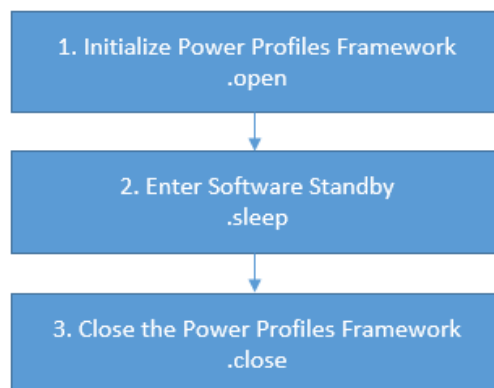 1. Initialize Power Profiles Framework
.open
2. Enter Software Standby
.sleep
3. Close the Power Profiles Framework
.close